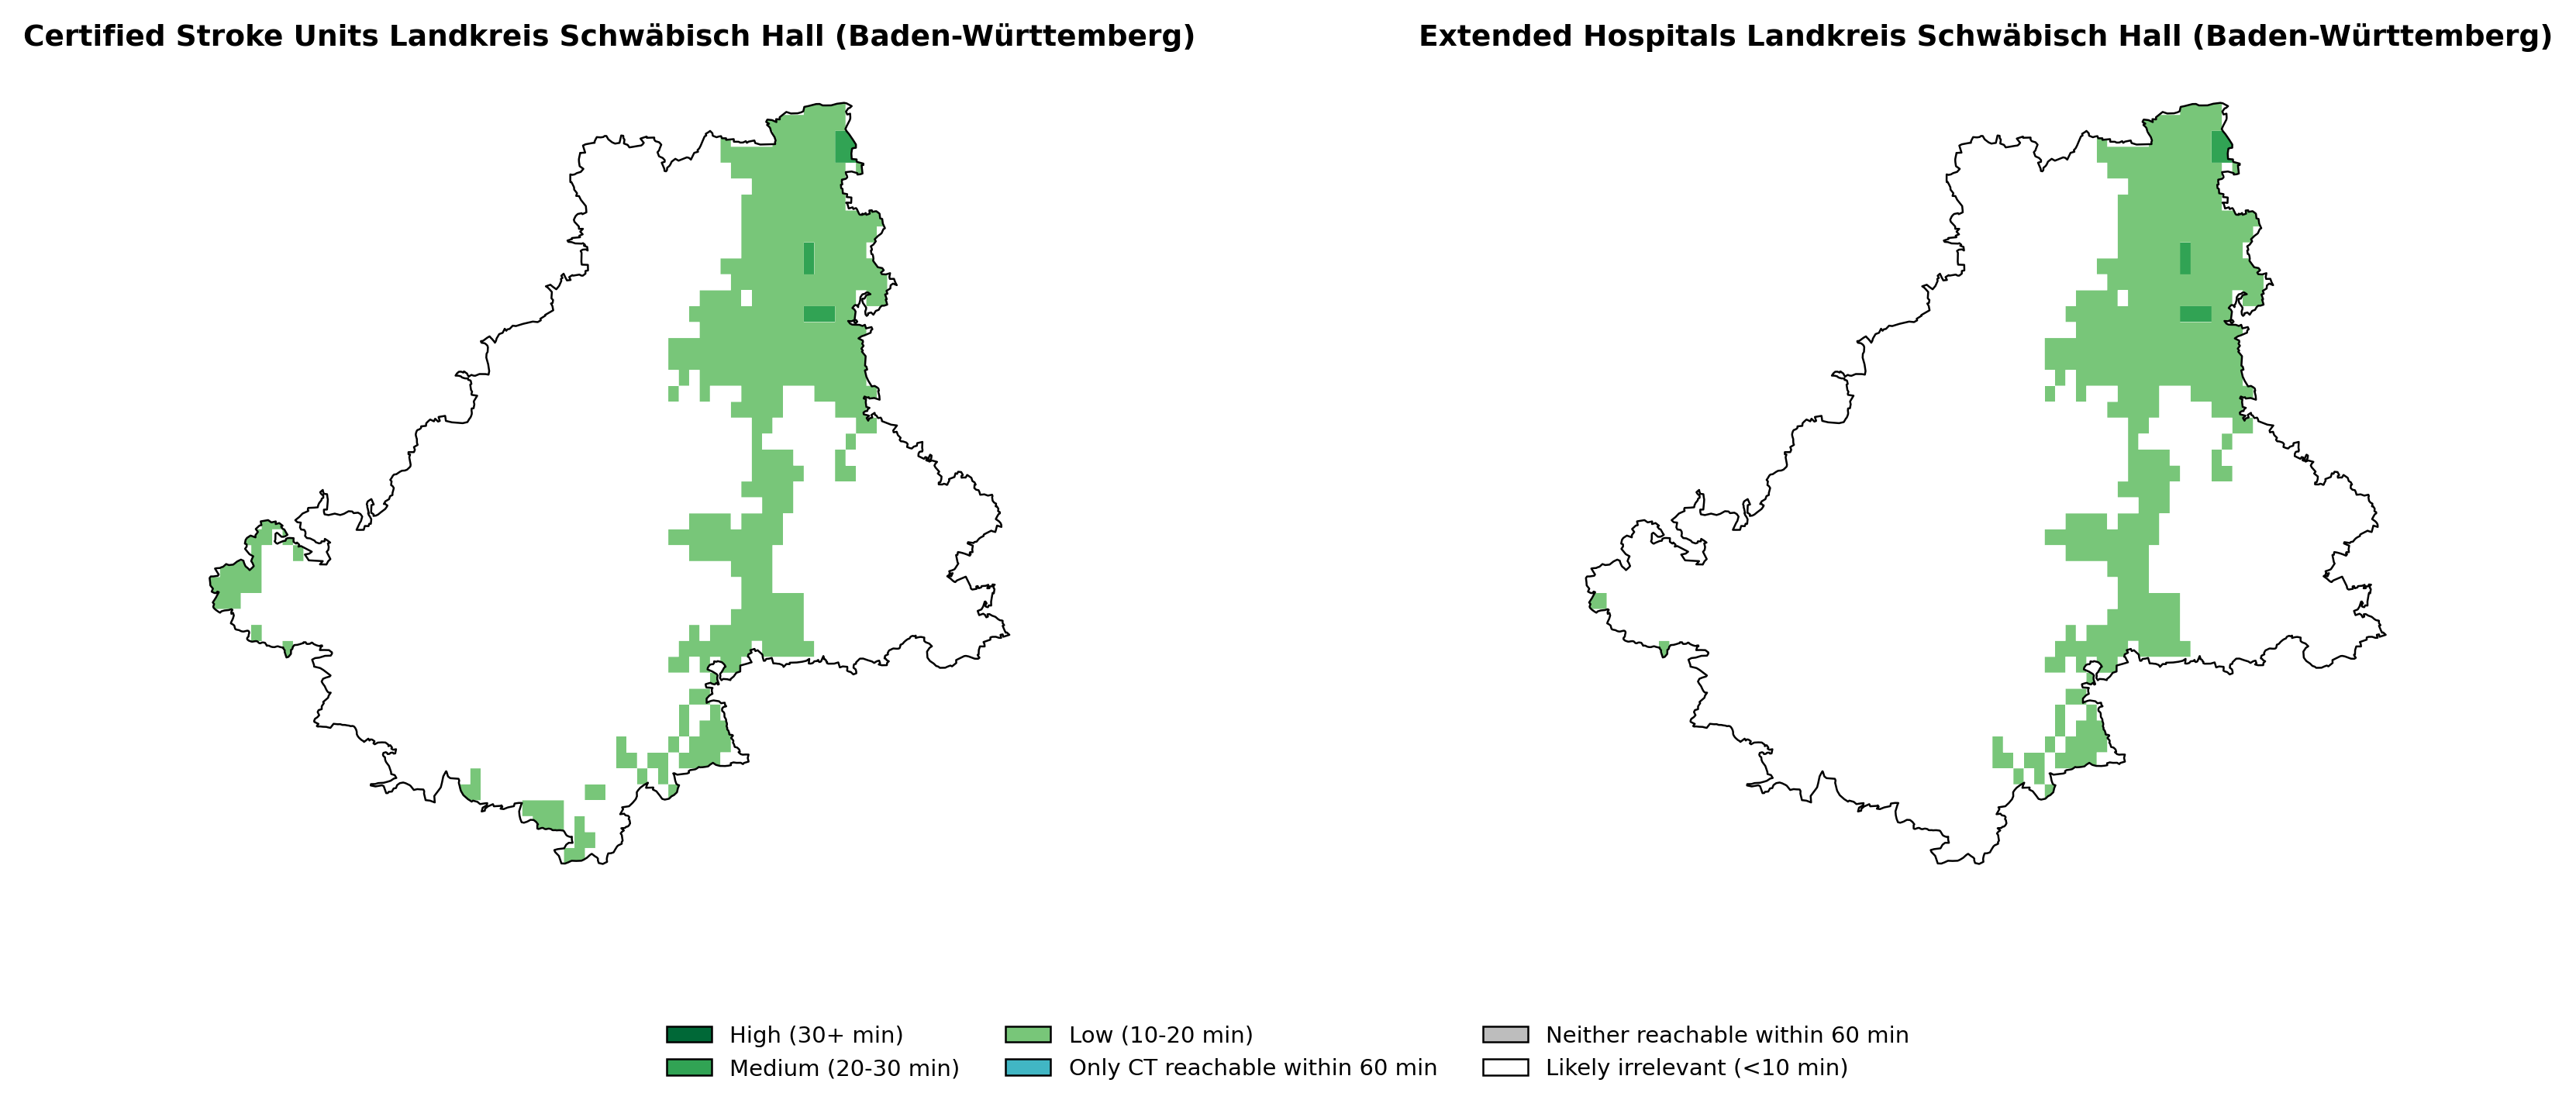 Certified Stroke Units Landkreis Schwäbisch Hall (Baden-Württemberg)
Extended Hospitals Landkreis Schwäbisch Hall (Baden-Württemberg)
High (30+ min)
Medium (20-30 min)
Low (10-20 min)
Only CT reachable within 60 min
Neither reachable within 60 min
Likely irrelevant (<10 min)